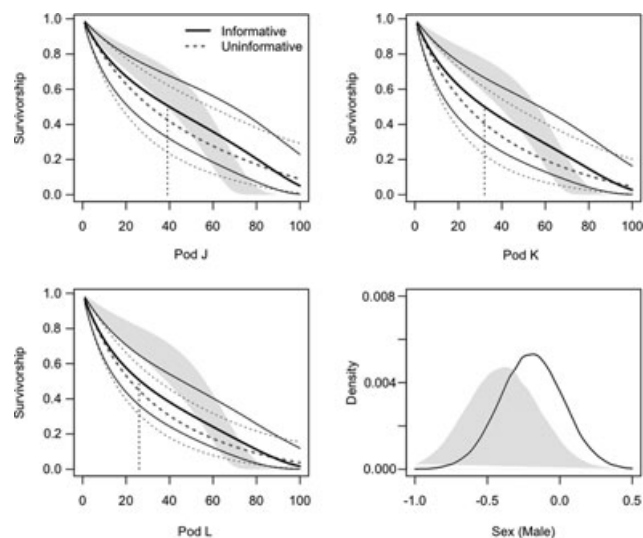 Informative
Uninformative
Survivorship
1.0
0.8
0.6
0.4
0.2
0.0
0 20 40 60 80 100
Pod J
Survivorship
1.0
0.8
0.6
0.4
0.2
0.0
0 20 40 60 80 100
Pod K
Survivorship
1.0
0.8
0.6
0.4
0.2
0.0
0 20 40 60 80 100
Pod L
Density
0.008
0.004
0.000
-1.0 -0.5 0.0 0.5
Sex (Male)